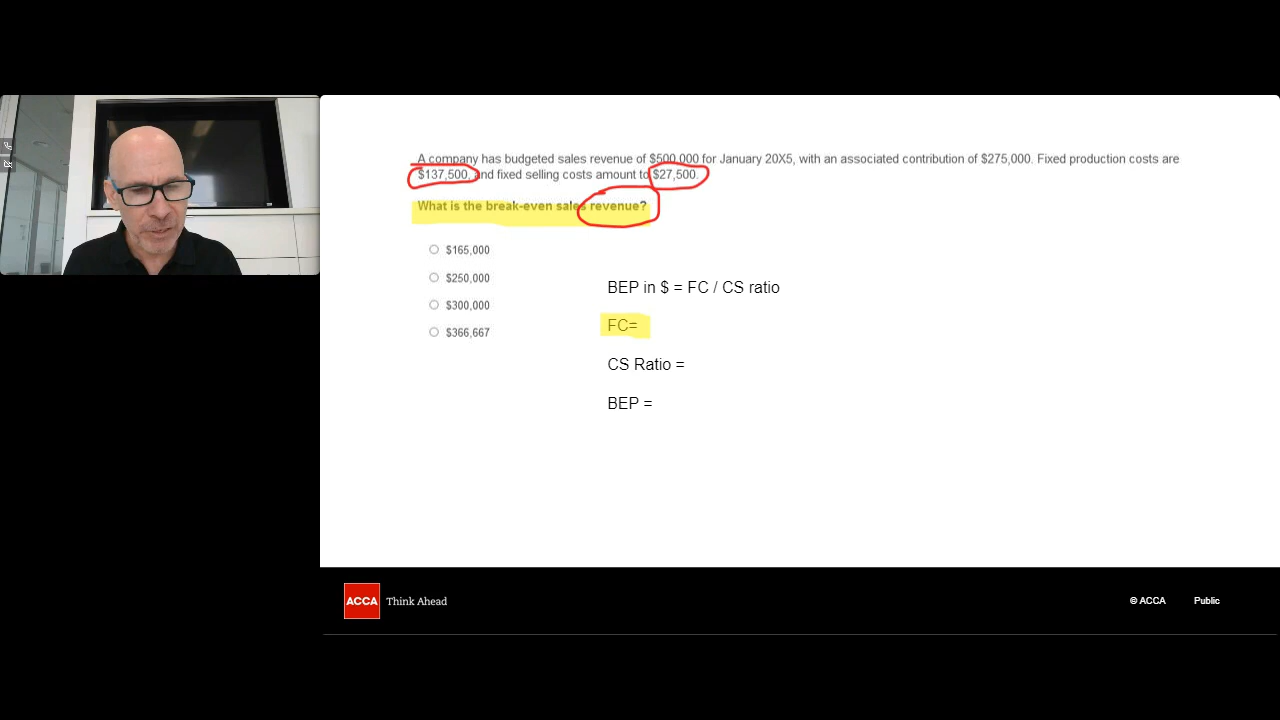 A company has budgeted sales revenue of $500,000 for January 20X5, with an associated contribution of $275,000. Fixed production costs are
$137,500, and fixed selling costs amount to $27,500.
What is the break-even sales revenue?
$165,000
$250,000
$300,000
$366,667
BEP in $ = FC / CS ratio
FC=
CS Ratio =
BEP =
ACCA Think Ahead
© ACCA Public